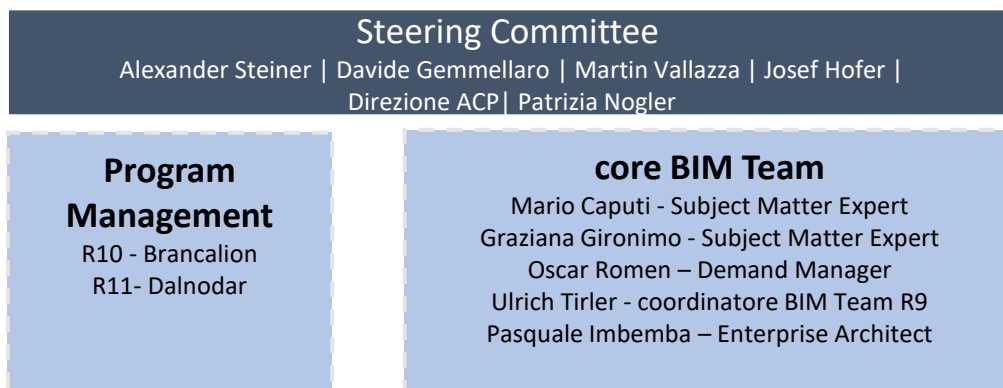 Steering Committee
Alexander Steiner | Davide Gemmellaro | Martin Vallazza | Josef Hofer |
Direzione ACP| Patrizia Nogler
Program
Management
R10 - Brancalion
R11- Dalnodar
core BIM Team
Mario Caputi - Subject Matter Expert
Graziana Gironimo - Subject Matter Expert
Oscar Romen – Demand Manager
Ulrich Tirler - coordinatore BIM Team R9
Pasquale Imbemba – Enterprise Architect